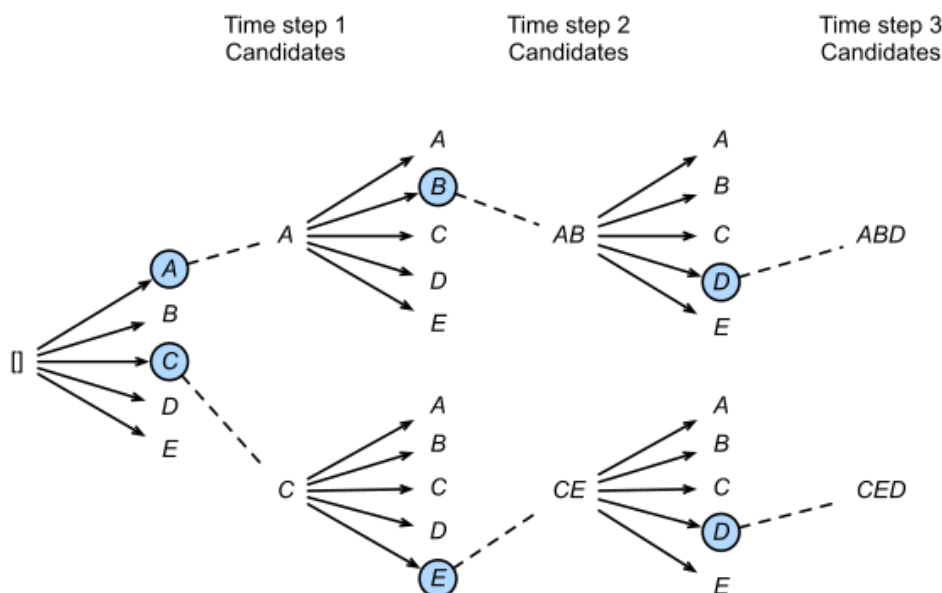 Time step 1
Candidates
Time step 2
Candidates
Time step 3
Candidates
[]
A
B
C
D
E
A
A
B
C
D
E
C
A
B
C
D
E
AB
A
B
C
D
E
CE
A
B
C
D
E
ABD
CED